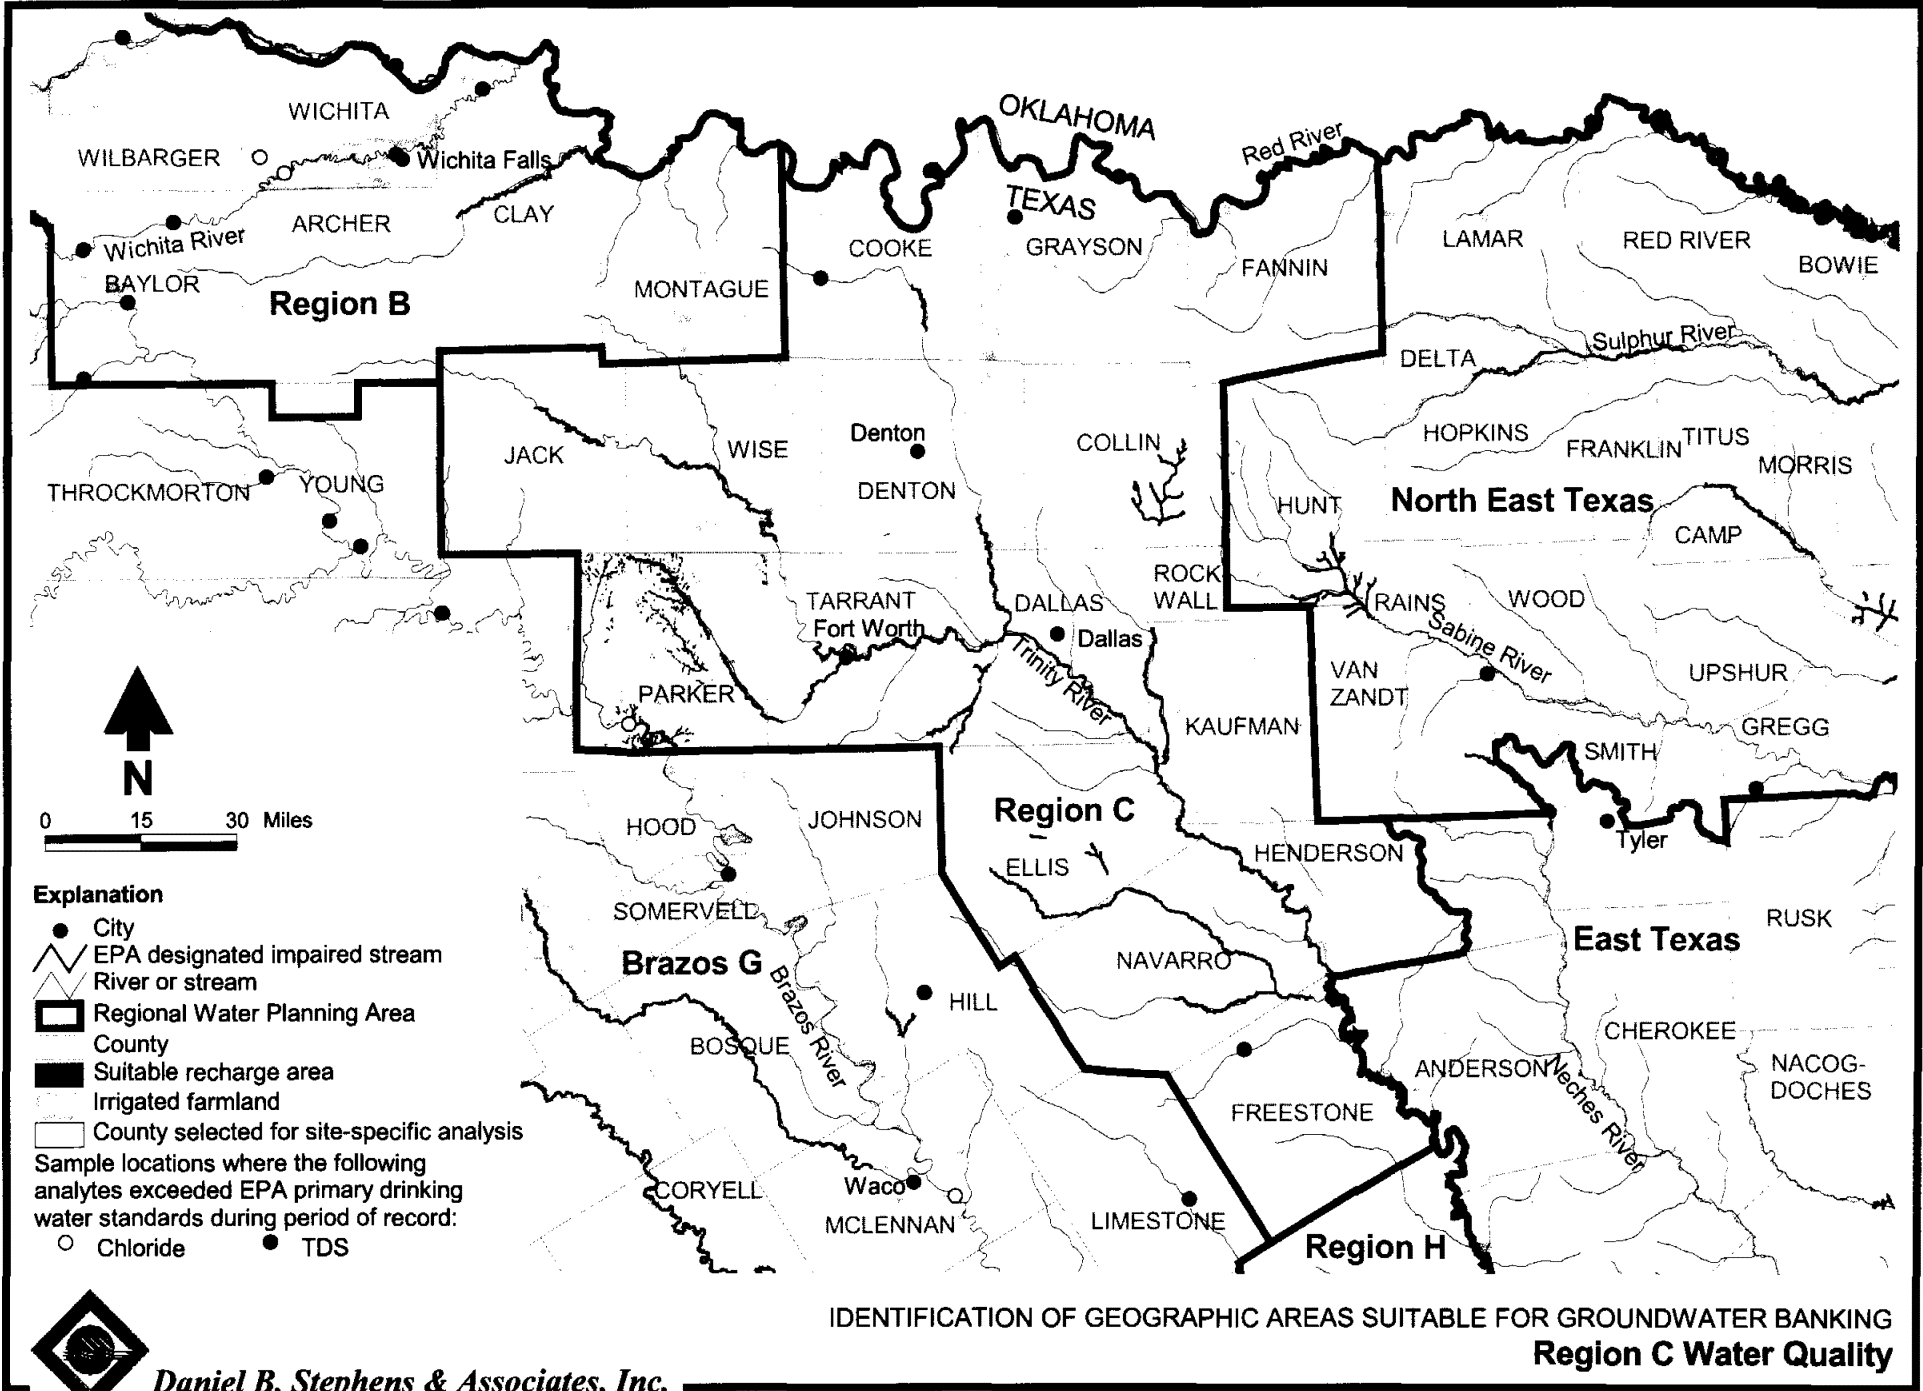 OKLAHOMA
Red River
TEXAS
WICHITA
WILBARGER
Wichita Falls
CLAY
ARCHER
Wichita River
BAYLOR
Region B
MONTAGUE
COOKE
GRAYSON
FANNIN
LAMAR
RED RIVER
BOWIE
Sulphur River
DELTA
HOPKINS
FRANKLIN
TITUS
MORRIS
JACK
WISE
Denton
DENTON
COLLIN
HUNT
North East Texas
CAMP
THROCKMORTON
YOUNG
TARRANT
Fort Worth
DALLAS
Dallas
ROCK
WALL
RAINS
WOOD
Sabine River
Trinity River
PARKER
KAUFMAN
VAN
ZANDT
UPSHUR
GREGG
SMITH
Tyler
N
0 15 30 Miles
HOOD
JOHNSON
Region C
ELLIS
HENDERSON
SOMERVELL
Brazos G
Brazos River
NAVARRO
East Texas
RUSK
HILL
BOSQUE
CHEROKEE
ANDERSON
Neches River
NACOG-
DOCHES
FREESTONE
CORYELL
Waco
MCLENNAN
LIMESTONE
Region H
Explanation
City
EPA designated impaired stream
River or stream
Regional Water Planning Area
County
Suitable recharge area
Irrigated farmland
County selected for site-specific analysis
Sample locations where the following
analytes exceeded EPA primary drinking
water standards during period of record:
Chloride TDS
IDENTIFICATION OF GEOGRAPHIC AREAS SUITABLE FOR GROUNDWATER BANKING
Region C Water Quality
Daniel B. Stephens & Associates, Inc.